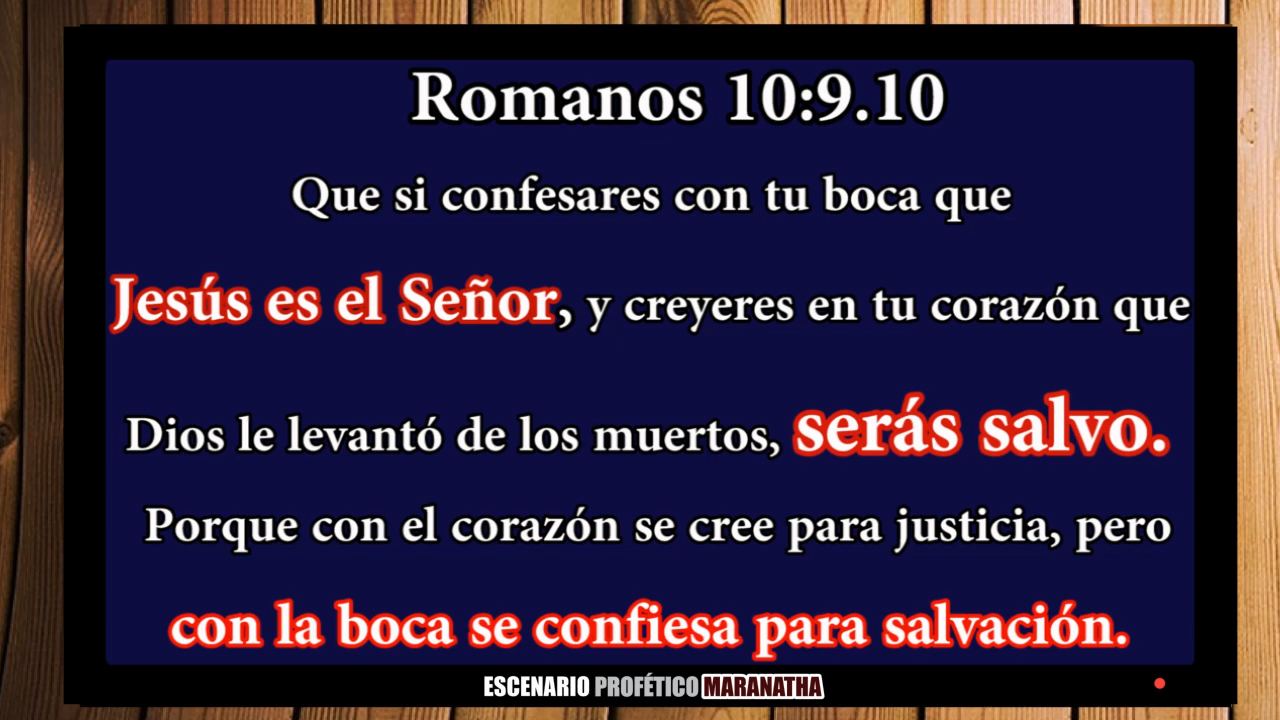 Romanos 10:9.10
Que si confesares con tu boca que
Jesús es el Señor, y creyeres en tu corazón que
Dios le levantó de los muertos, serás salvo.
Porque con el corazón se cree para justicia, pero
con la boca se confiesa para salvación.
ESCENARIO PROFÉTICO MARANATHA